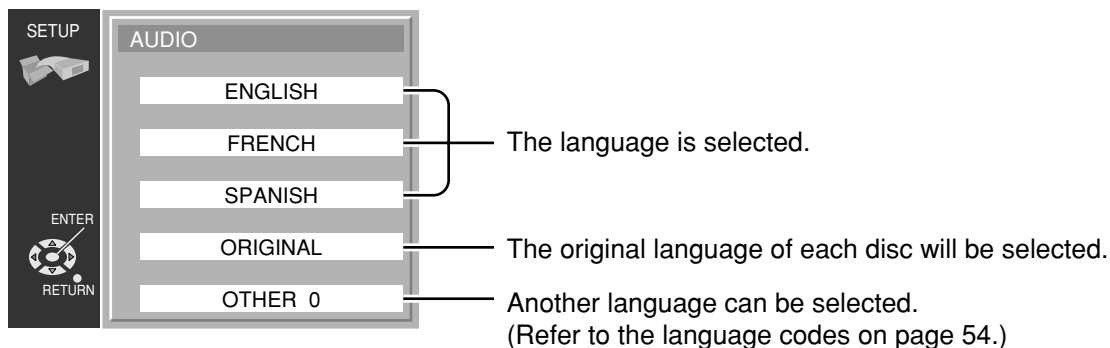 SETUP
AUDIO
ENGLISH
FRENCH
The language is selected.
SPANISH
ENTER
ORIGINAL
The original language of each disc will be selected.
RETURN
OTHER 0
Another language can be selected.
(Refer to the language codes on page 54.)